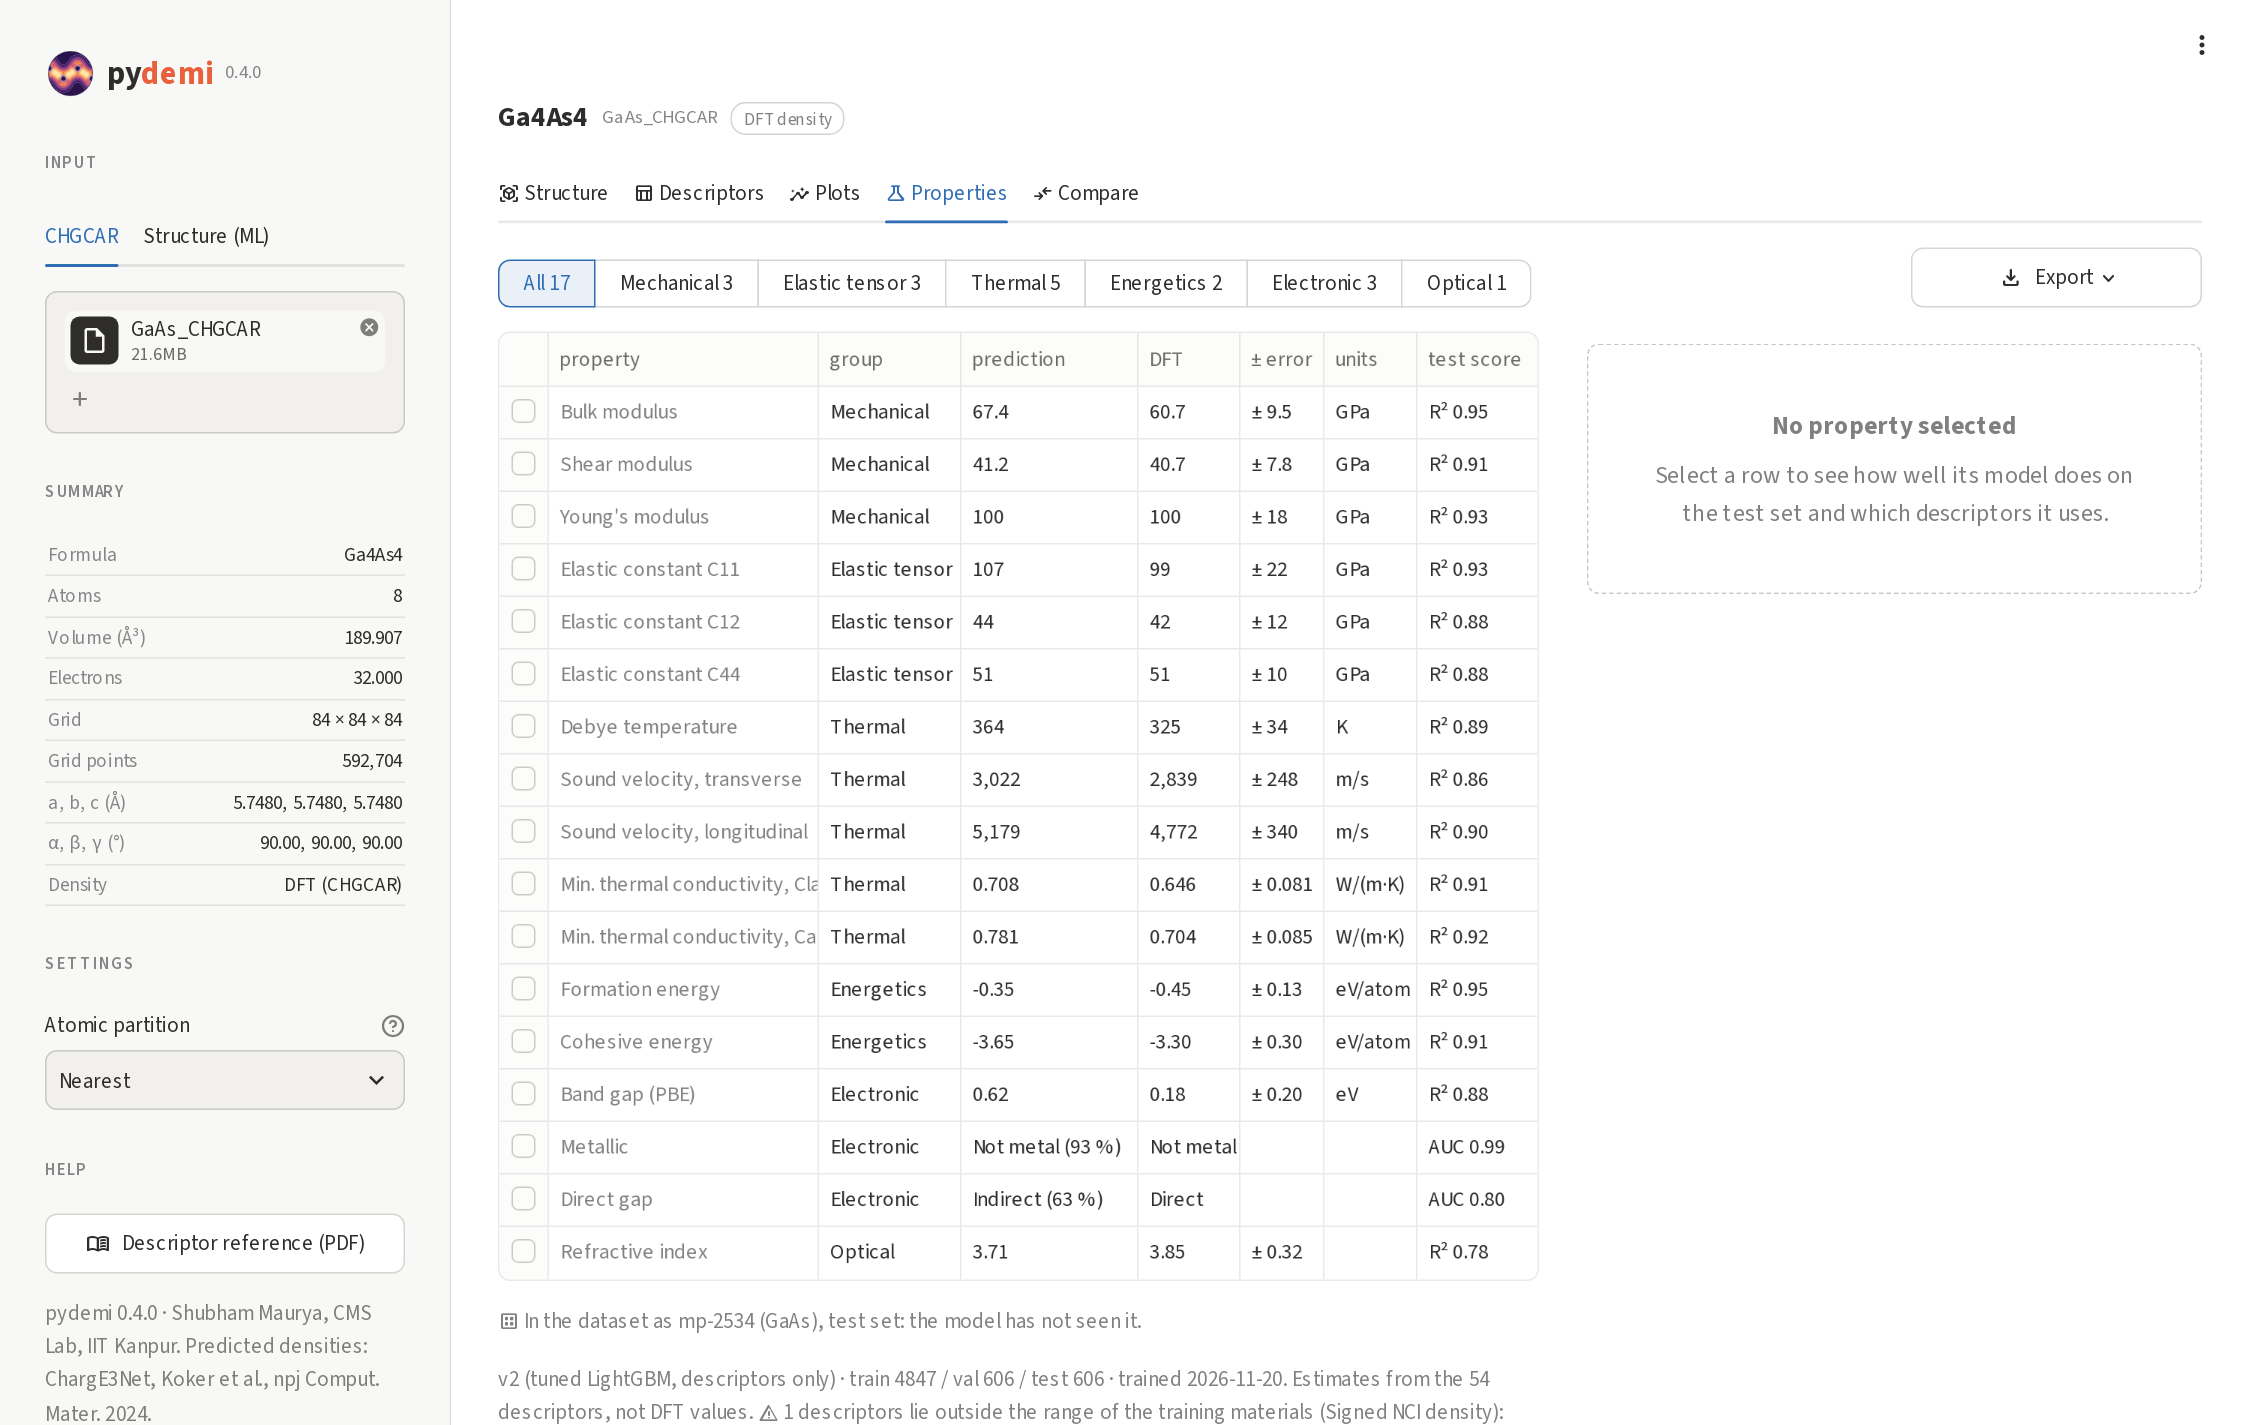 pydemi 0.4.0
INPUT
CHGCAR Structure (ML)
GaAs_CHGCAR
21.6MB
SUMMARY
Formula Ga4As4
Atoms 8
Volume (Å³) 189.907
Electrons 32.000
Grid 84 × 84 × 84
Grid points 592,704
a, b, c (Å) 5.7480, 5.7480, 5.7480
α, β, γ (°) 90.00, 90.00, 90.00
Density DFT (CHGCAR)
SETTINGS
Atomic partition
Nearest
HELP
Descriptor reference (PDF)
pydemi 0.4.0 · Shubham Maurya, CMS
Lab, IIT Kanpur. Predicted densities:
ChargE3Net, Koker et al., npj Comput.
Mater. 2024.
Ga4As4 GaAs_CHGCAR DFT density
Structure Descriptors Plots Properties Compare
All 17 Mechanical 3 Elastic tensor 3 Thermal 5 Energetics 2 Electronic 3 Optical 1
Export
property group prediction DFT ± error units test score
Bulk modulus Mechanical 67.4 60.7 ± 9.5 GPa R² 0.95
Shear modulus Mechanical 41.2 40.7 ± 7.8 GPa R² 0.91
Young's modulus Mechanical 100 100 ± 18 GPa R² 0.93
Elastic constant C11 Elastic tensor 107 99 ± 22 GPa R² 0.93
Elastic constant C12 Elastic tensor 44 42 ± 12 GPa R² 0.88
Elastic constant C44 Elastic tensor 51 51 ± 10 GPa R² 0.88
Debye temperature Thermal 364 325 ± 34 K R² 0.89
Sound velocity, transverse Thermal 3,022 2,839 ± 248 m/s R² 0.86
Sound velocity, longitudinal Thermal 5,179 4,772 ± 340 m/s R² 0.90
Min. thermal conductivity, Cla Thermal 0.708 0.646 ± 0.081 W/(m·K) R² 0.91
Min. thermal conductivity, Ca Thermal 0.781 0.704 ± 0.085 W/(m·K) R² 0.92
Formation energy Energetics -0.35 -0.45 ± 0.13 eV/atom R² 0.95
Cohesive energy Energetics -3.65 -3.30 ± 0.30 eV/atom R² 0.91
Band gap (PBE) Electronic 0.62 0.18 ± 0.20 eV R² 0.88
Metallic Electronic Not metal (93 %) Not metal AUC 0.99
Direct gap Electronic Indirect (63 %) Direct AUC 0.80
Refractive index Optical 3.71 3.85 ± 0.32 R² 0.78
No property selected
Select a row to see how well its model does on
the test set and which descriptors it uses.
In the dataset as mp-2534 (GaAs), test set: the model has not seen it.
v2 (tuned LightGBM, descriptors only) · train 4847 / val 606 / test 606 · trained 2026-11-20. Estimates from the 54
descriptors, not DFT values. ⚠ 1 descriptors lie outside the range of the training materials (Signed NCI density):